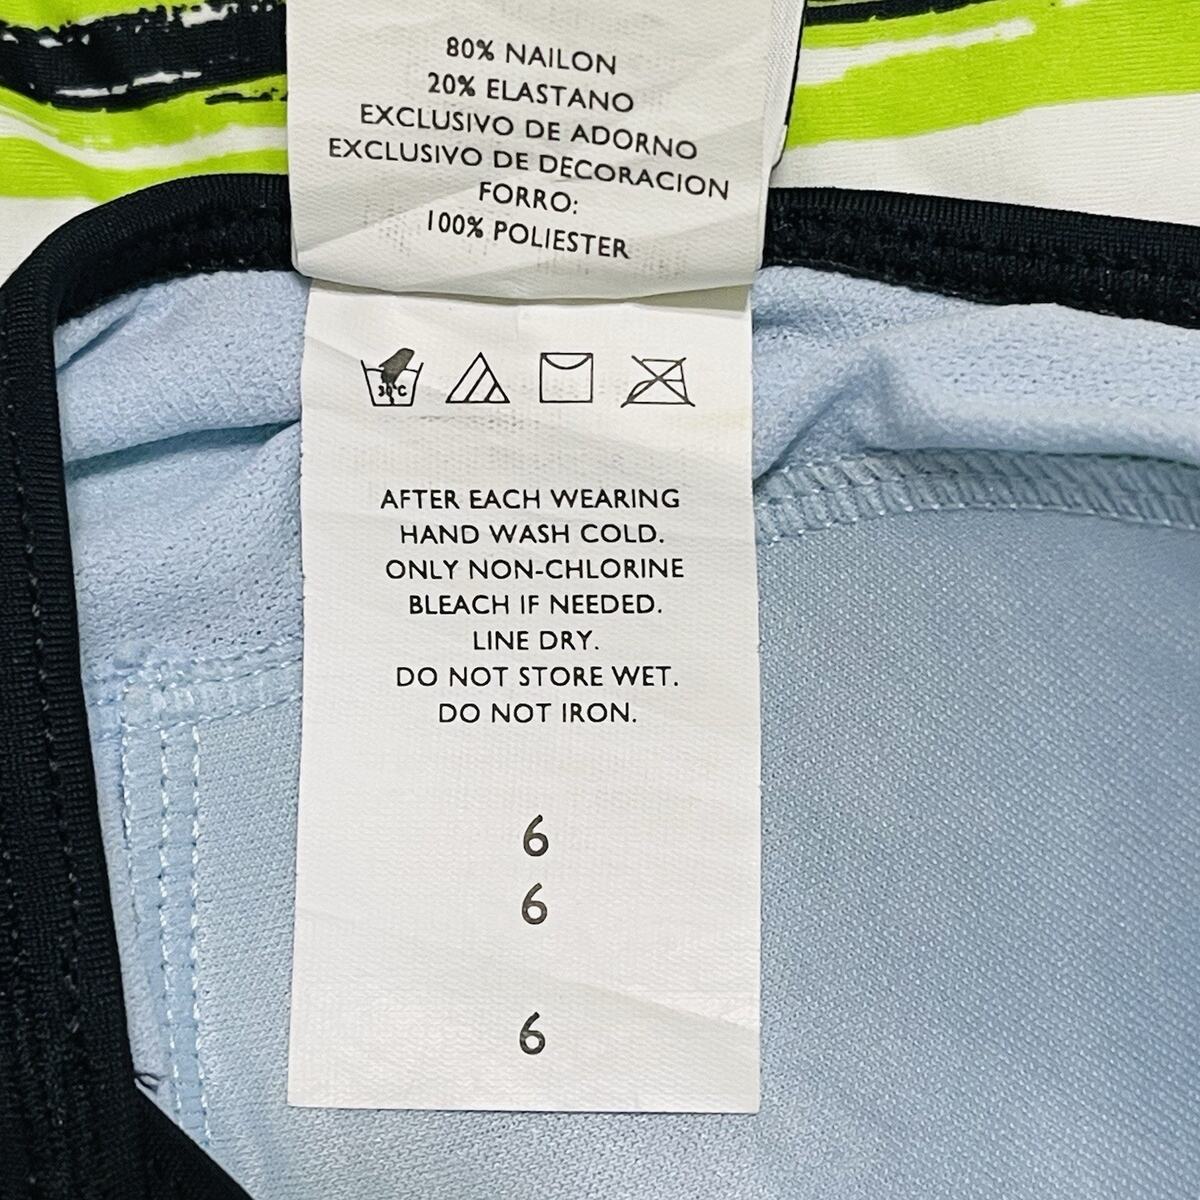 80% NAILON
20% ELASTANO
EXCLUSIVO DE ADORNO
EXCLUSIVO DE DECORACION
FORRO:
100% POLIESTER
30°C
AFTER EACH WEARING
HAND WASH COLD.
ONLY NON-CHLORINE
BLEACH IF NEEDED.
LINE DRY.
DO NOT STORE WET.
DO NOT IRON.
6
6
6